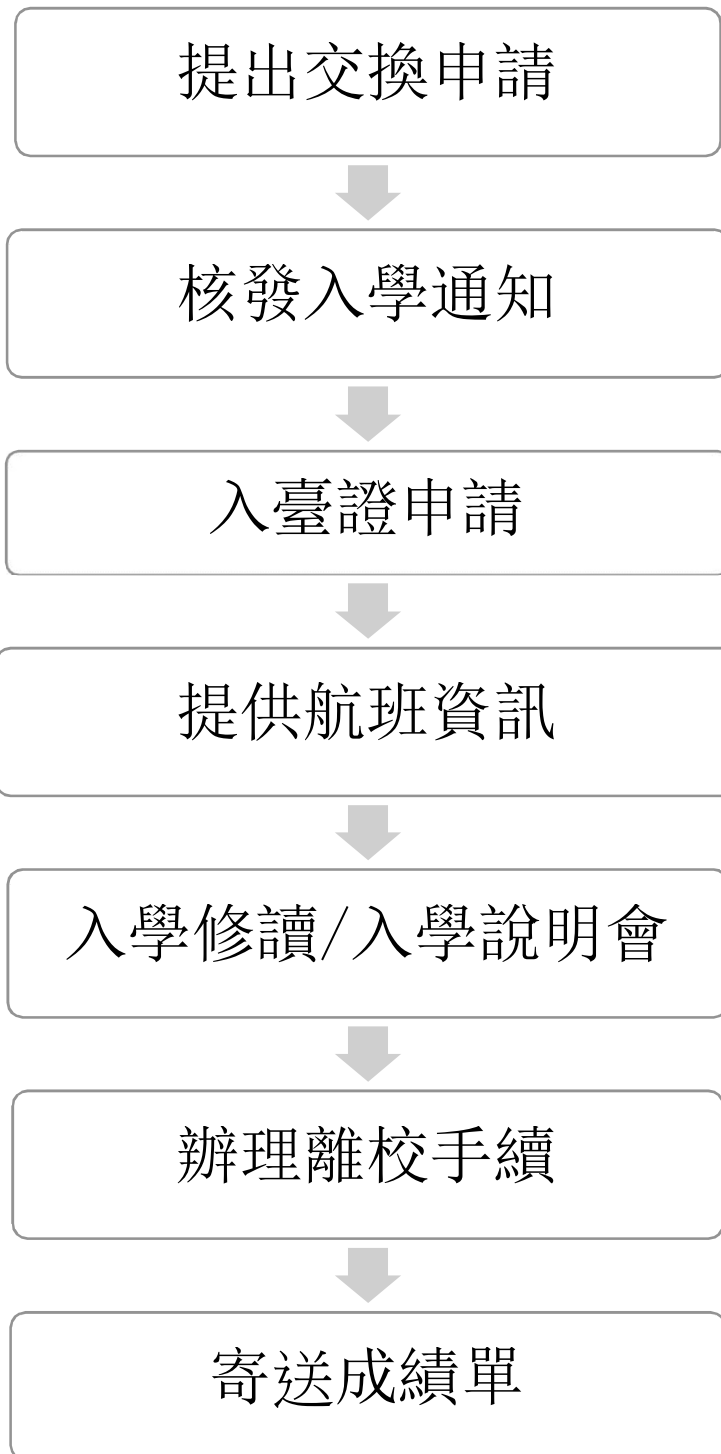 提出交換申請
核發入學通知
入臺證申請
提供航班資訊
入學修讀/入學說明會
辦理離校手續
寄送成績單